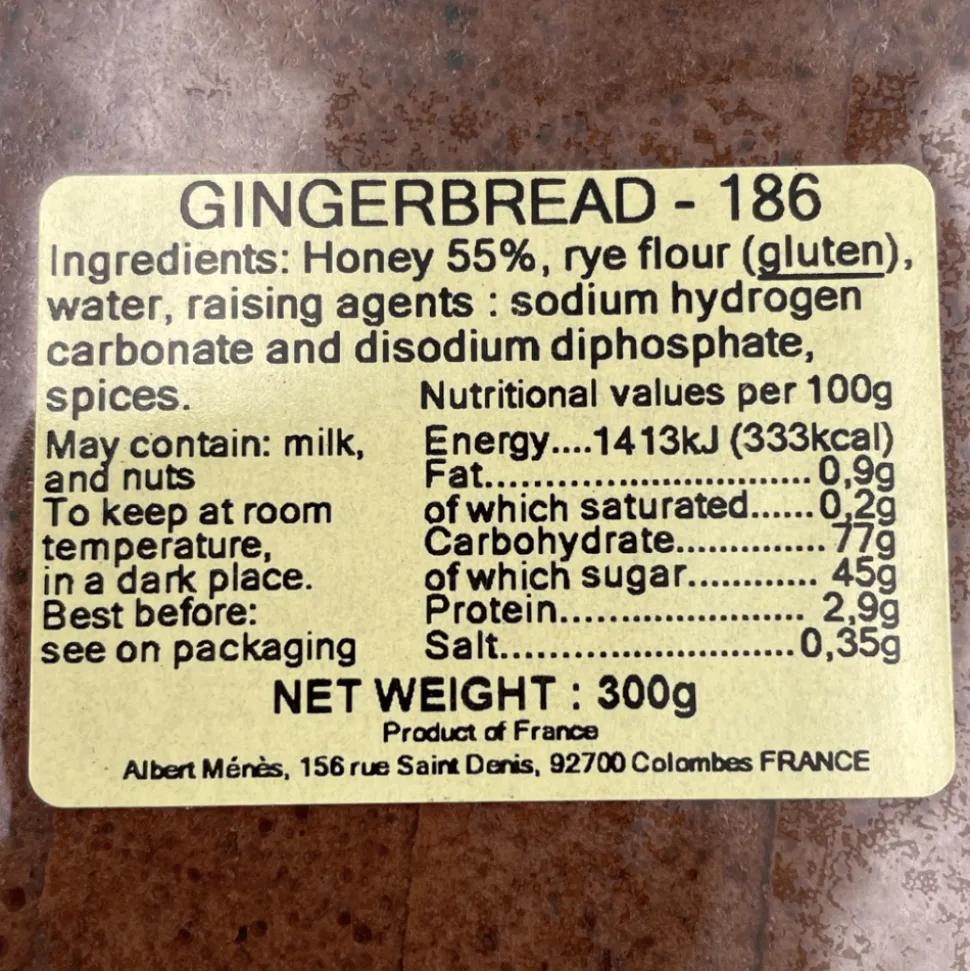 GINGERBREAD - 186
Ingredients: Honey 55%, rye flour (gluten),
water, raising agents : sodium hydrogen
carbonate and disodium diphosphate,
spices.
May contain: milk,
and nuts
To keep at room
temperature,
in a dark place.
Best before:
see on packaging
Nutritional values per 100g
Energy....1413kJ (333kcal)
Fat................................. 0,9g
of which saturated...... 0,2g
Carbohydrate.............. 77g
of which sugar............ 45g
Protein........................ 2,9g
Salt.............................0,35g
NET WEIGHT : 300g
Product of France
Albert Ménès, 156 rue Saint Denis, 92700 Colombes FRANCE